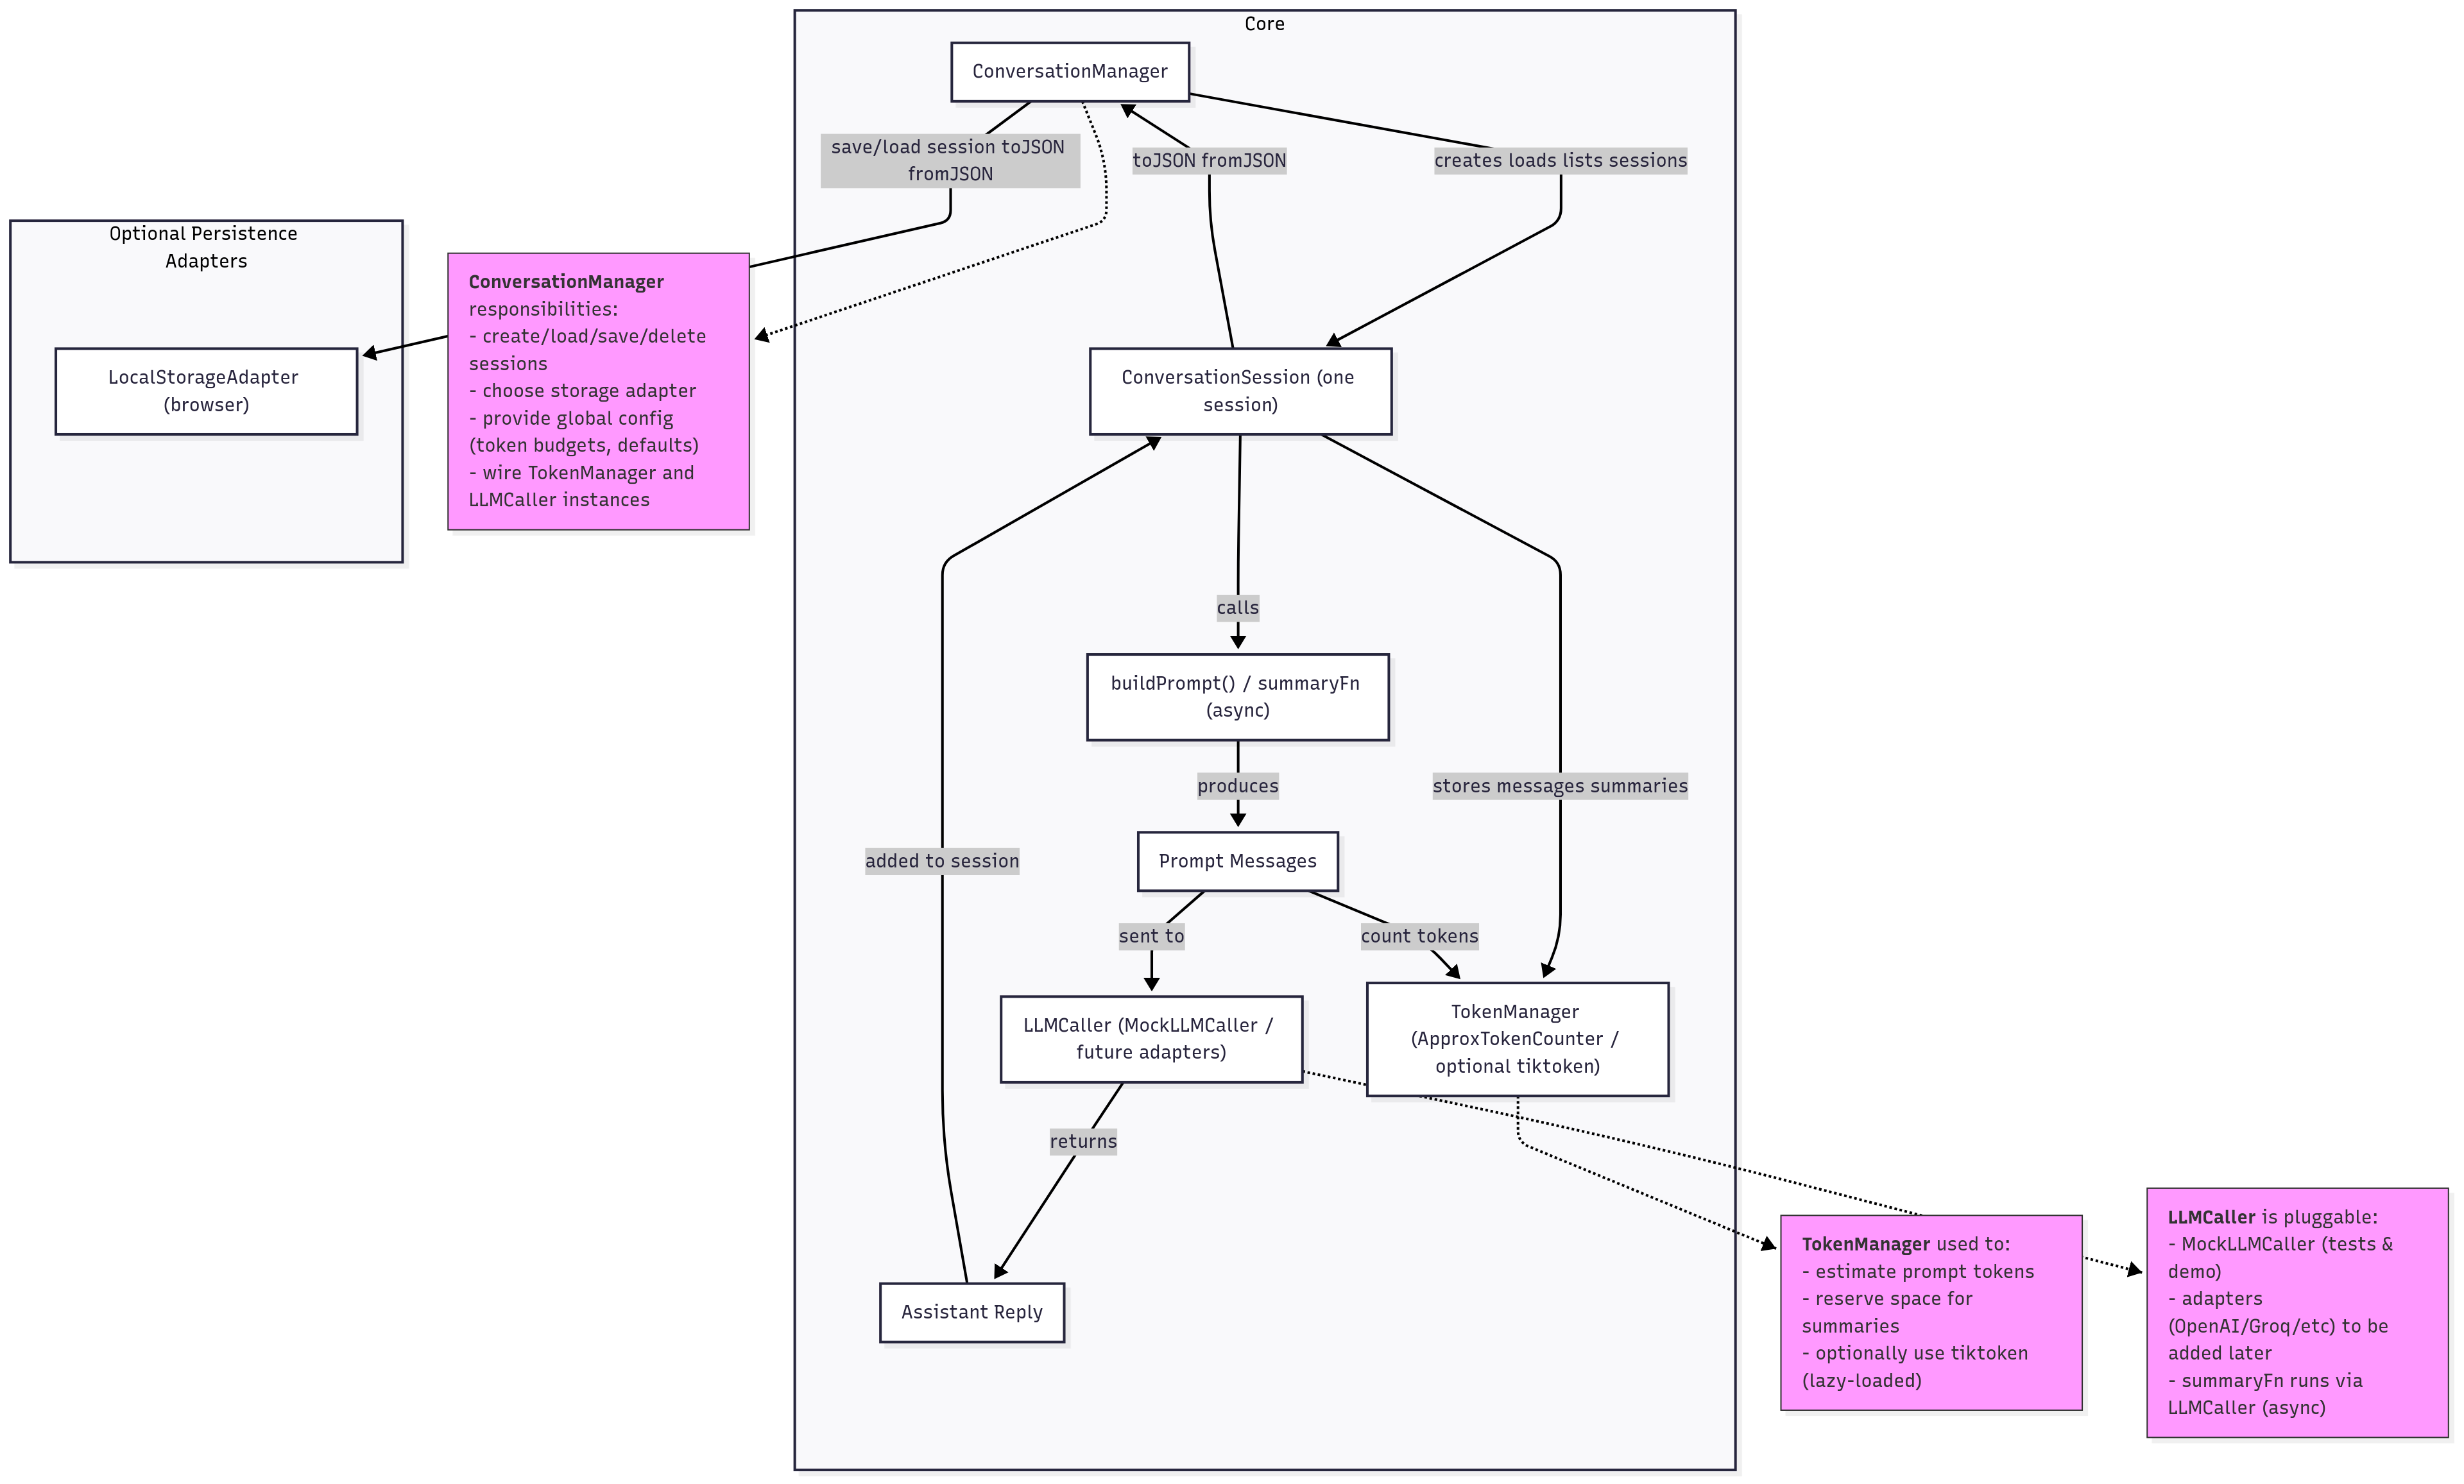 Core
ConversationManager
save/load session toJSON
fromJSON
toJSON fromJSON
creates loads lists sessions
Optional Persistence
Adapters
LocalStorageAdapter
(browser)
ConversationManager
responsibilities:
- create/load/save/delete
sessions
- choose storage adapter
- provide global config
(token budgets, defaults)
- wire TokenManager and
LLMCaller instances
ConversationSession (one
session)
calls
buildPrompt() / summaryFn
(async)
produces
stores messages summaries
Prompt Messages
added to session
sent to
count tokens
LLMCaller (MockLLMCaller /
future adapters)
TokenManager
(ApproxTokenCounter /
optional tiktoken)
returns
Assistant Reply
TokenManager used to:
- estimate prompt tokens
- reserve space for
summaries
- optionally use tiktoken
(lazy-loaded)
LLMCaller is pluggable:
- MockLLMCaller (tests &
demo)
- adapters
(OpenAI/Groq/etc) to be
added later
- summaryFn runs via
LLMCaller (async)